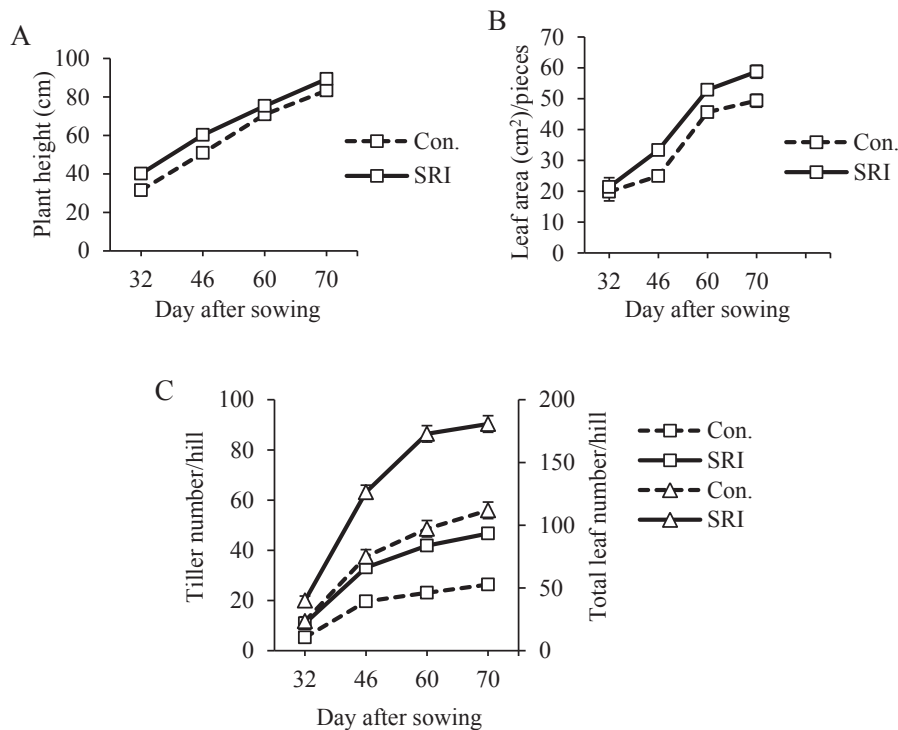 A
Plant height (cm)
100
80
60
40
20
0
32 46 60 70
Day after sowing
Con.
SRI
B
Leaf area (cm²)/pieces
70
60
50
40
30
20
10
0
32 46 60 70
Day after sowing
Con.
SRI
C
Tiller number/hill
100
80
60
40
20
0
32 46 60 70
Day after sowing
200
150
100
50
0
Total leaf number/hill
Con.
SRI
Con.
SRI